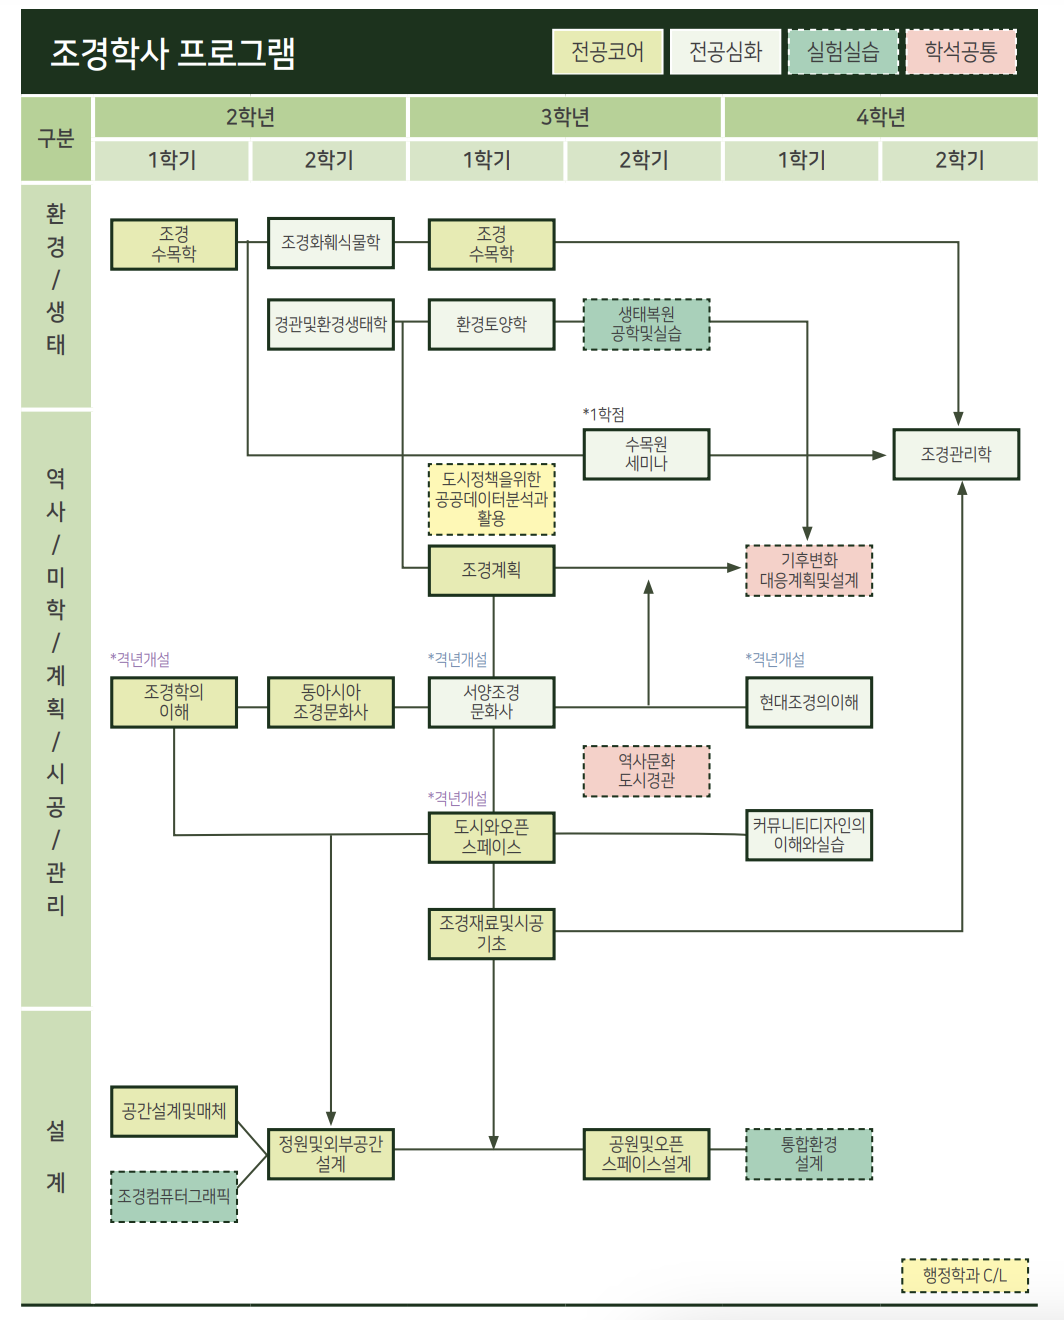 조경학사 프로그램
전공코어
전공심화
실험실습
학석공통
구분
2학년
3학년
4학년
1학기
2학기
1학기
2학기
1학기
2학기
환
경
/
생
태
조경
수목학
조경화훼식물학
조경
수목학
경관및환경생태학
환경토양학
생태복원
공학및실습
*1학점
수목원
세미나
조경관리학
역
사
/
미
학
/
계
획
/
시
공
/
관
리
도시정책을위한
공공데이터분석과
활용
조경계획
기후변화
대응계획및설계
*격년개설
*격년개설
*격년개설
조경학의
이해
동아시아
조경문화사
서양조경
문화사
현대조경의이해
역사문화
도시경관
*격년개설
도시와오픈
스페이스
커뮤니티디자인의
이해와실습
조경재료및시공
기초
설
계
공간설계및매체
조경컴퓨터그래픽
정원및외부공간
설계
공원및오픈
스페이스설계
통합환경
설계
행정학과 C/L